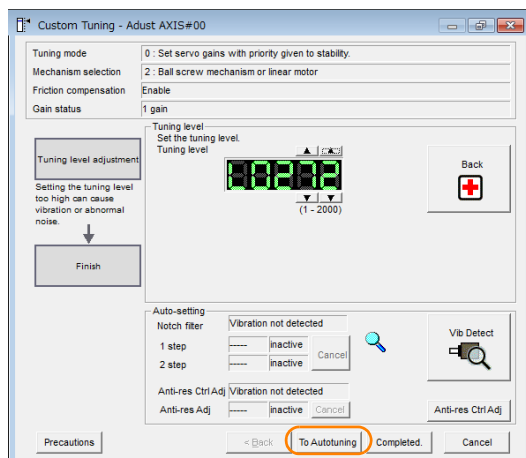 Custom Tuning - Adust AXIS#00
Tuning mode 0 : Set servo gains with priority given to stability.
Mechanism selection 2 : Ball screw mechanism or linear motor
Friction compensation Enable
Gain status 1 gain
Tuning level adjustment
Setting the tuning level
too high can cause
vibration or abnormal
noise.
Finish
Tuning level
Set the tuning level.
Tuning level
L0272
(1 - 2000)
Back
Auto-setting
Notch filter Vibration not detected
1 step ----- inactive
Cancel
2 step ----- inactive
Vib Detect
Anti-res Ctrl Adj Vibration not detected
Anti-res Adj ----- inactive Cancel
Anti-res Ctrl Adj
Precautions < Back To Autotuning Completed. Cancel